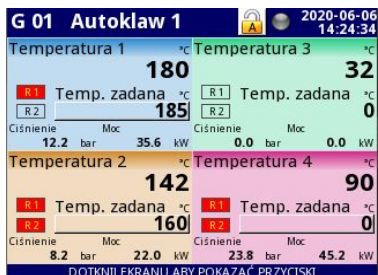 G 01 Autoklaw 1 A 2020-06-06
14:24:34
Temperatura 1 °C
180
R1 Temp. zadana °C
R2 185
Ciśnienie Moc
12.2 bar 35.6 kW
Temperatura 3 °C
32
R1 Temp. zadana °C
R2 0
Ciśnienie Moc
0.0 bar 0.0 kW
Temperatura 2 °C
142
R1 Temp. zadana °C
R2 160
Ciśnienie Moc
8.2 bar 22.0 kW
Temperatura 4 °C
90
R1 Temp. zadana °C
R2 0
Ciśnienie Moc
23.8 bar 45.2 kW
DOTKNIJ EKRANU ABY POKAZAĆ PRZYCISKI